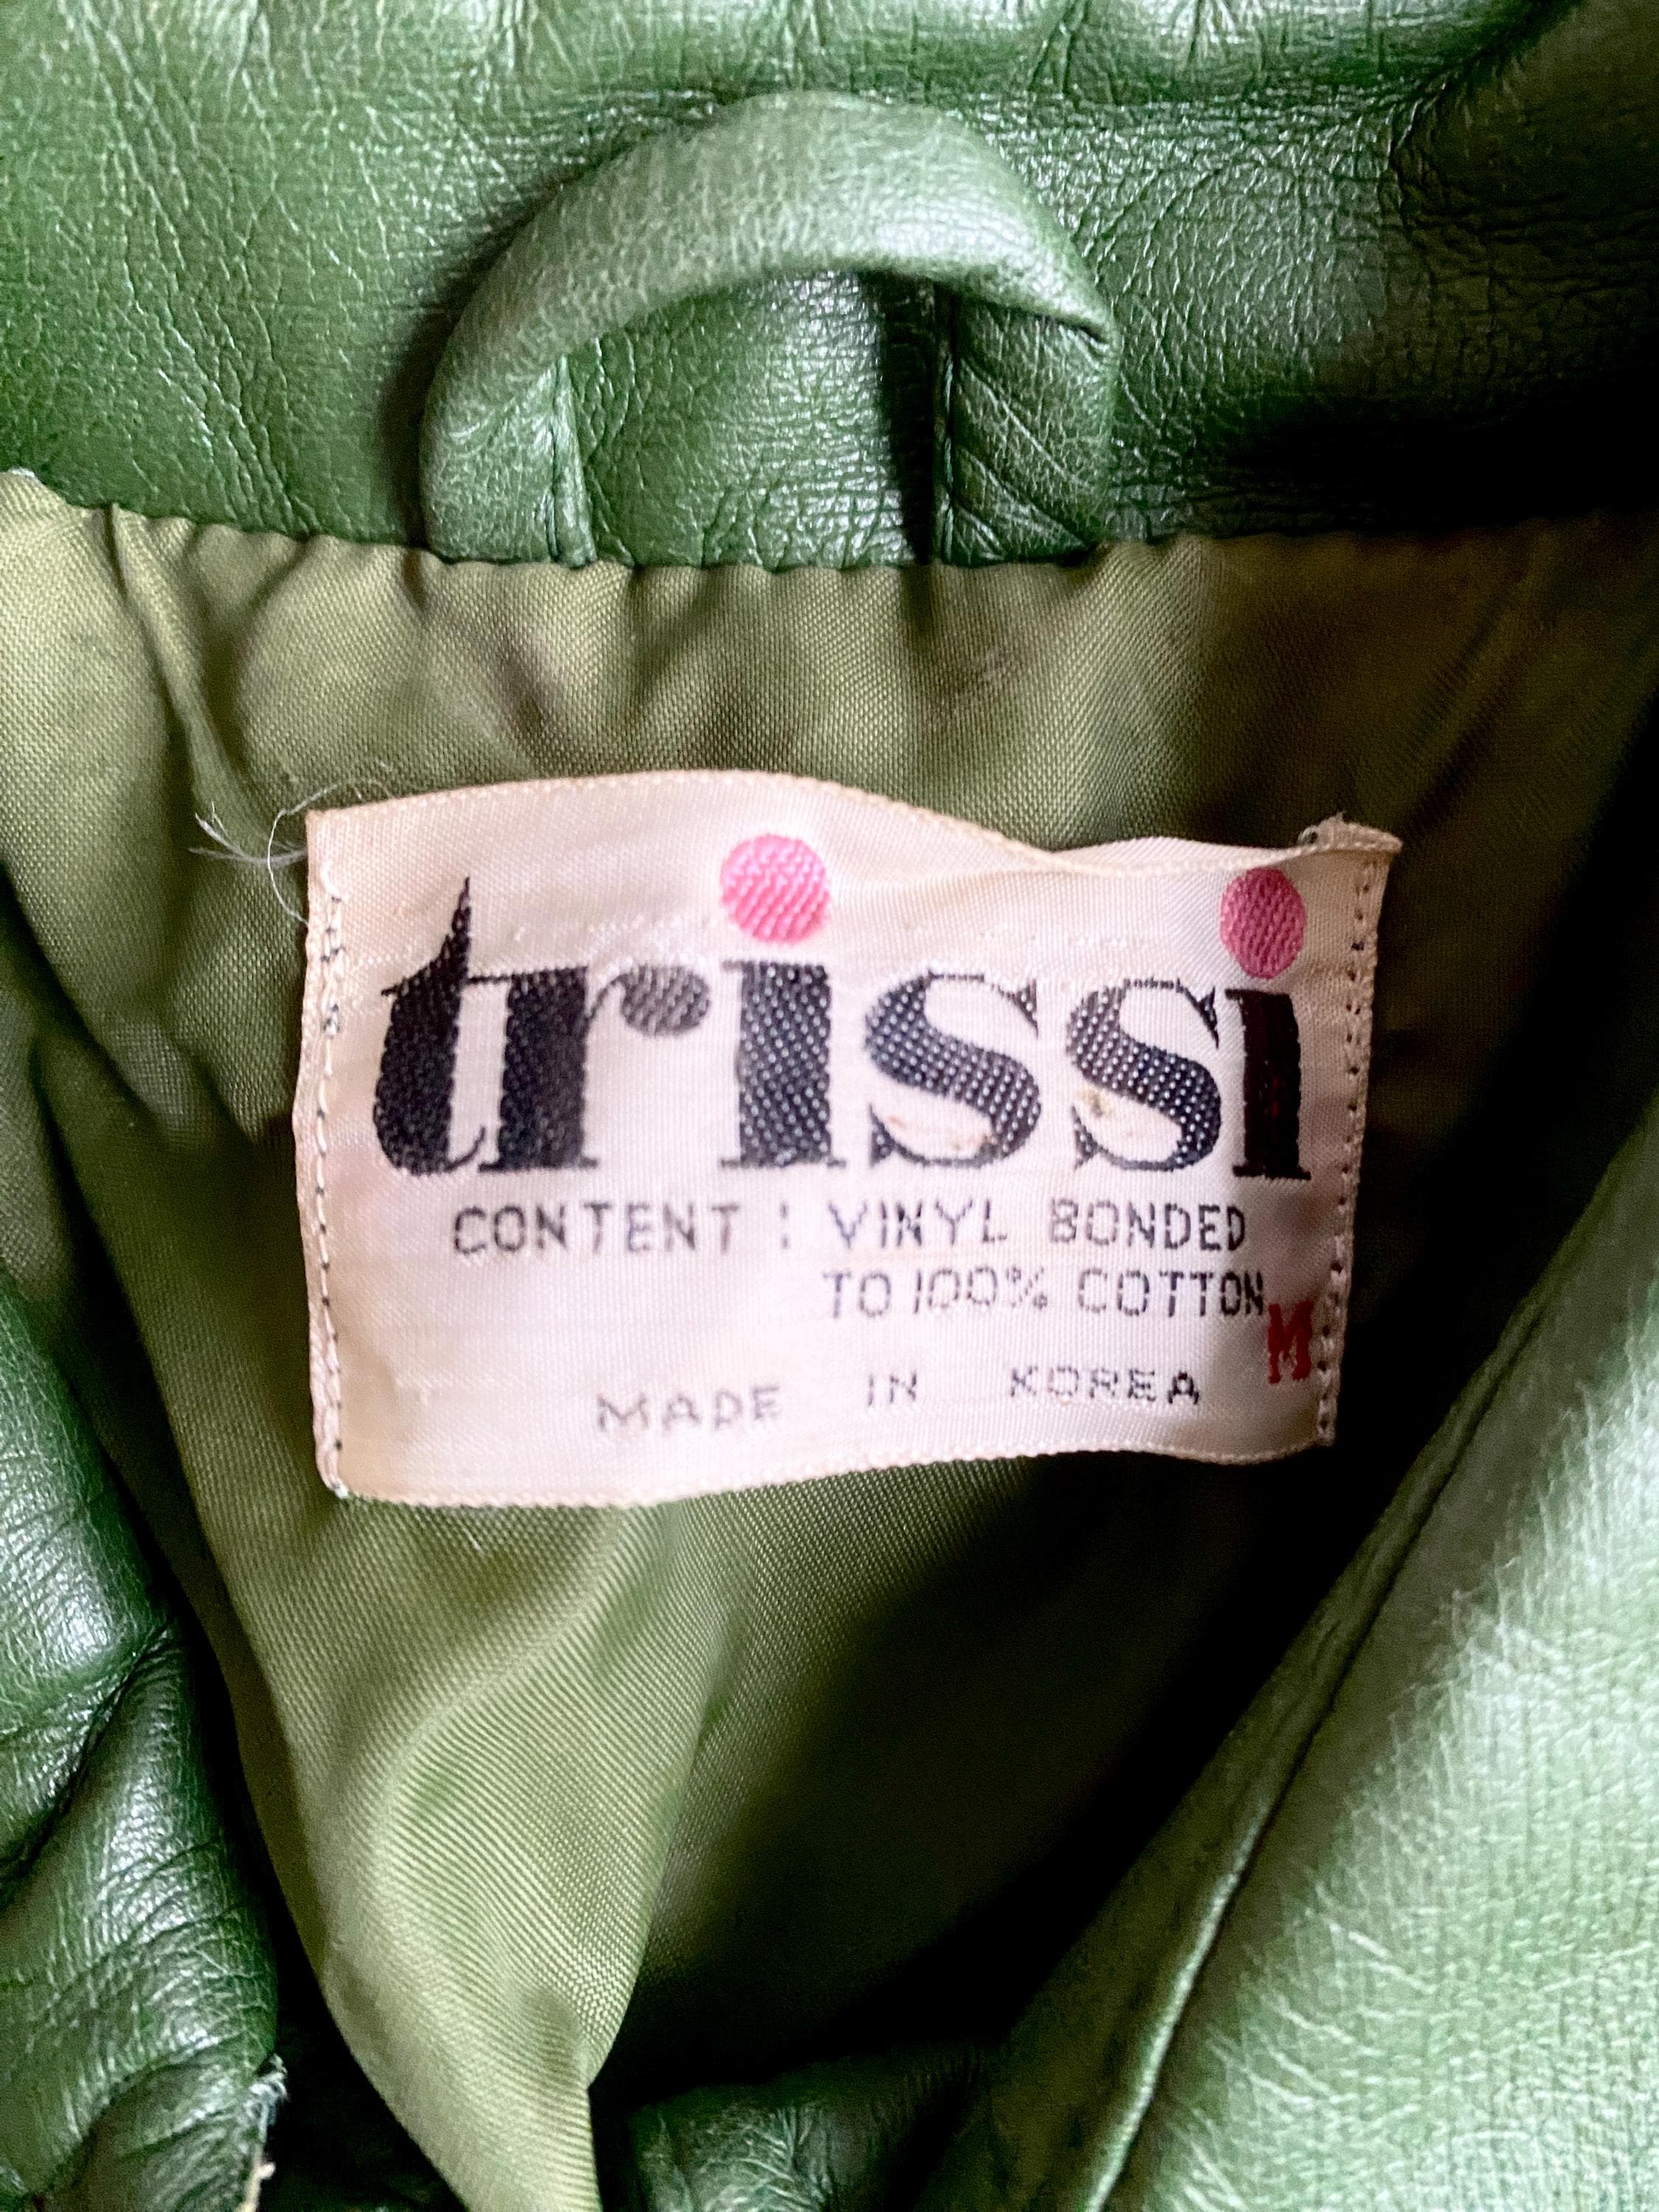 trissi
CONTENT : VINYL BONDED
TO 100% COTTON
M
MADE IN KOREA